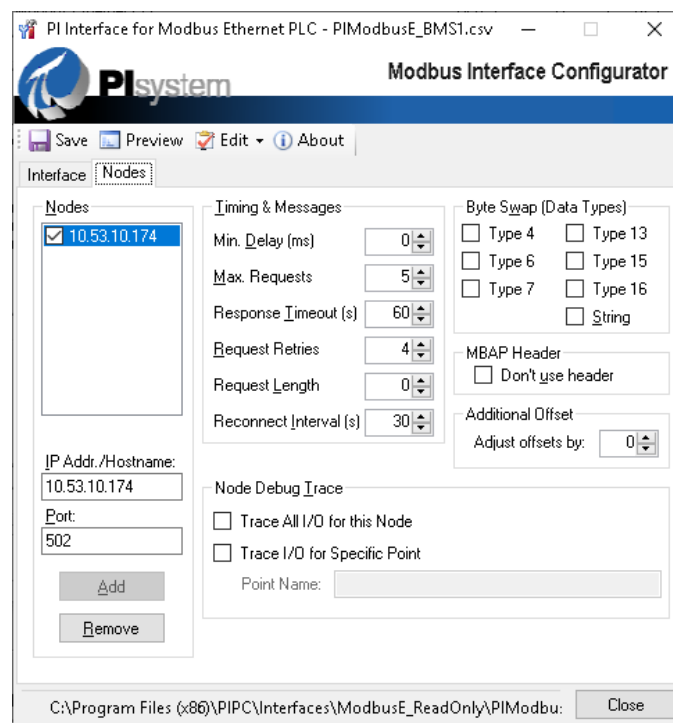 PI Interface for Modbus Ethernet PLC - PIModbusE_BMS1.csv
PIsystem
Modbus Interface Configurator
Save Preview Edit About
Interface Nodes
Nodes
10.53.10.174
IP Addr./Hostname:
10.53.10.174
Port:
502
Add
Remove
Timing & Messages
Min. Delay (ms) 0
Max. Requests 5
Response Timeout (s) 60
Request Retries 4
Request Length 0
Reconnect Interval (s) 30
Byte Swap (Data Types)
Type 4 Type 13
Type 6 Type 15
Type 7 Type 16
String
MBAP Header
Don't use header
Additional Offset
Adjust offsets by: 0
Node Debug Trace
Trace All I/O for this Node
Trace I/O for Specific Point
Point Name:
C:\Program Files (x86)\PIPC\Interfaces\ModbusE_ReadOnly\PIModbu:
Close